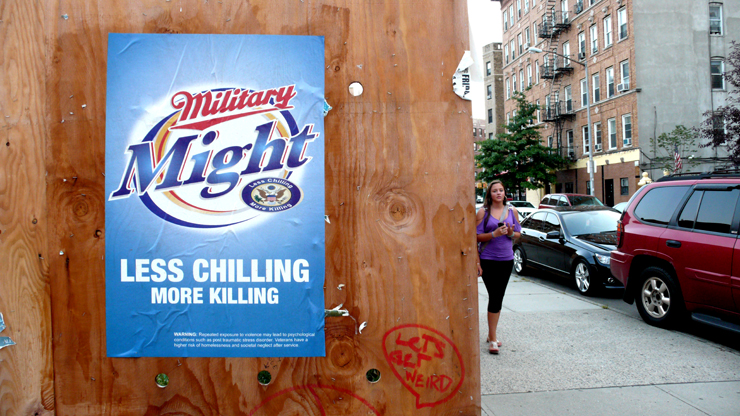 Military
Might
Less Chilling
More Killing
LESS CHILLING
MORE KILLING
WARNING: Repeated exposure to violence may lead to psychological
conditions such as post traumatic stress disorder. Veterans have a
higher risk of homelessness and societal neglect after service.
LET'S
GET
WEIRD